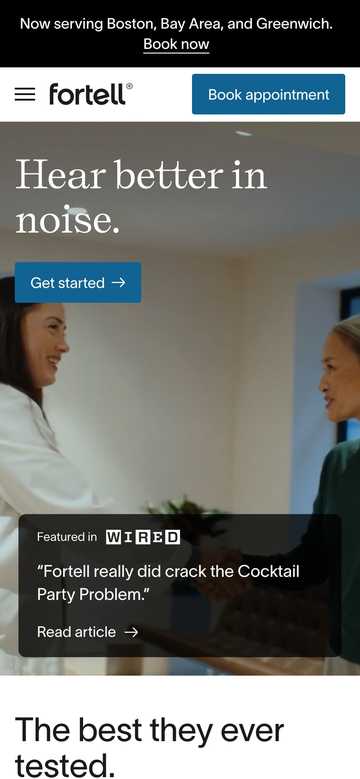 Now serving Boston, Bay Area, and Greenwich.
Book now
fortell®
Book appointment
Hear better in
noise.
Get started →
Featured in WIRED
“Fortell really did crack the Cocktail
Party Problem.”
Read article →
The best they ever
tested.